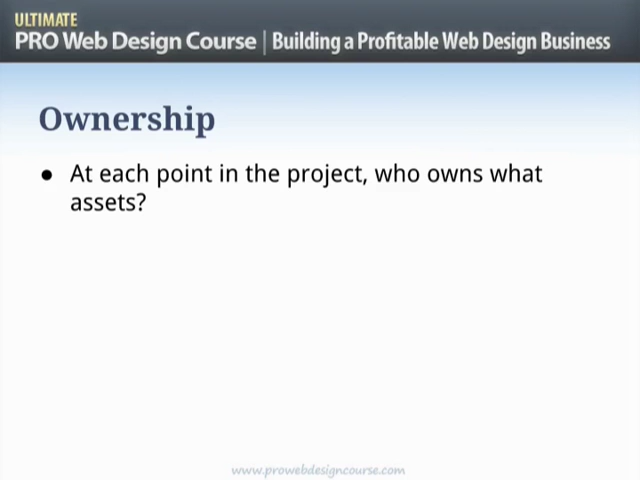 ULTIMATE
PRO Web Design Course | Building a Profitable Web Design Business
Ownership
● At each point in the project, who owns what
assets?
www.prowebdesigncourse.com